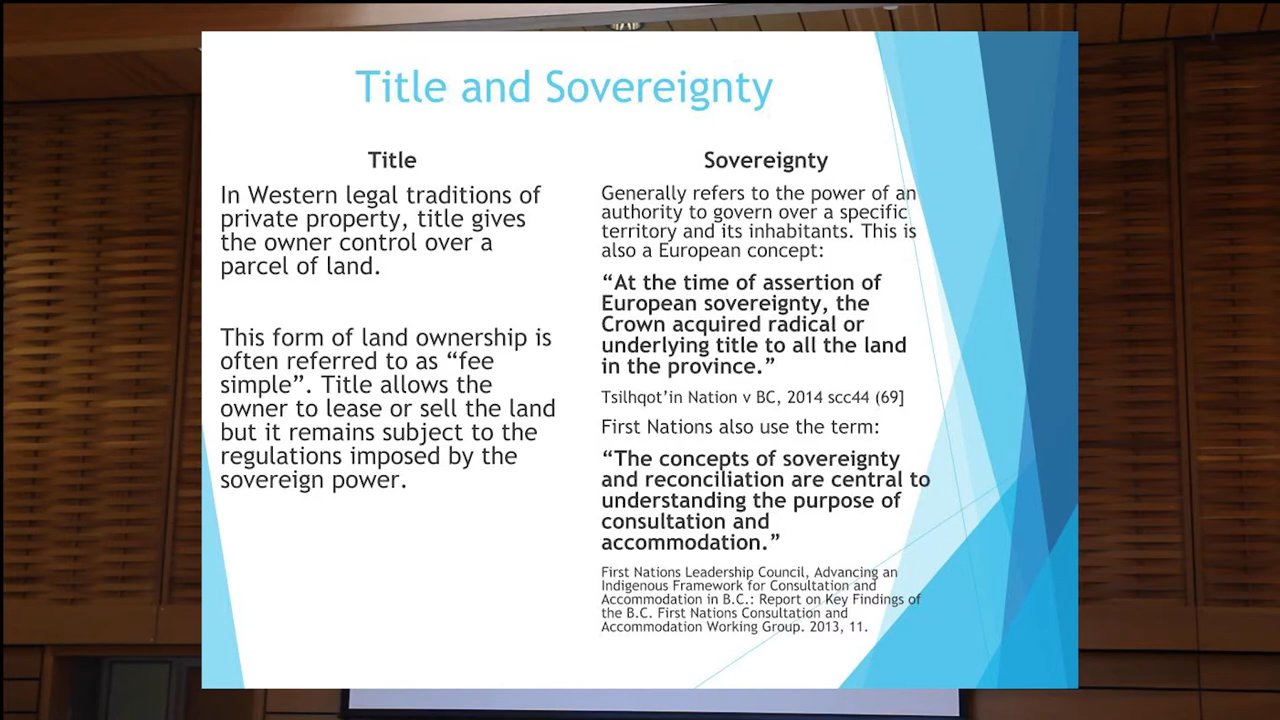 Title and Sovereignty
Title
In Western legal traditions of
private property, title gives
the owner control over a
parcel of land.
This form of land ownership is
often referred to as “fee
simple”. Title allows the
owner to lease or sell the land
but it remains subject to the
regulations imposed by the
sovereign power.
Sovereignty
Generally refers to the power of an
authority to govern over a specific
territory and its inhabitants. This is
also a European concept:
“At the time of assertion of
European sovereignty, the
Crown acquired radical or
underlying title to all the land
in the province.”
Tsilhqot’in Nation v BC, 2014 scc44 (69]
First Nations also use the term:
“The concepts of sovereignty
and reconciliation are central to
understanding the purpose of
consultation and
accommodation.”
First Nations Leadership Council, Advancing an
Indigenous Framework for Consultation and
Accommodation in B.C.: Report on Key Findings of
the B.C. First Nations Consultation and
Accommodation Working Group. 2013, 11.